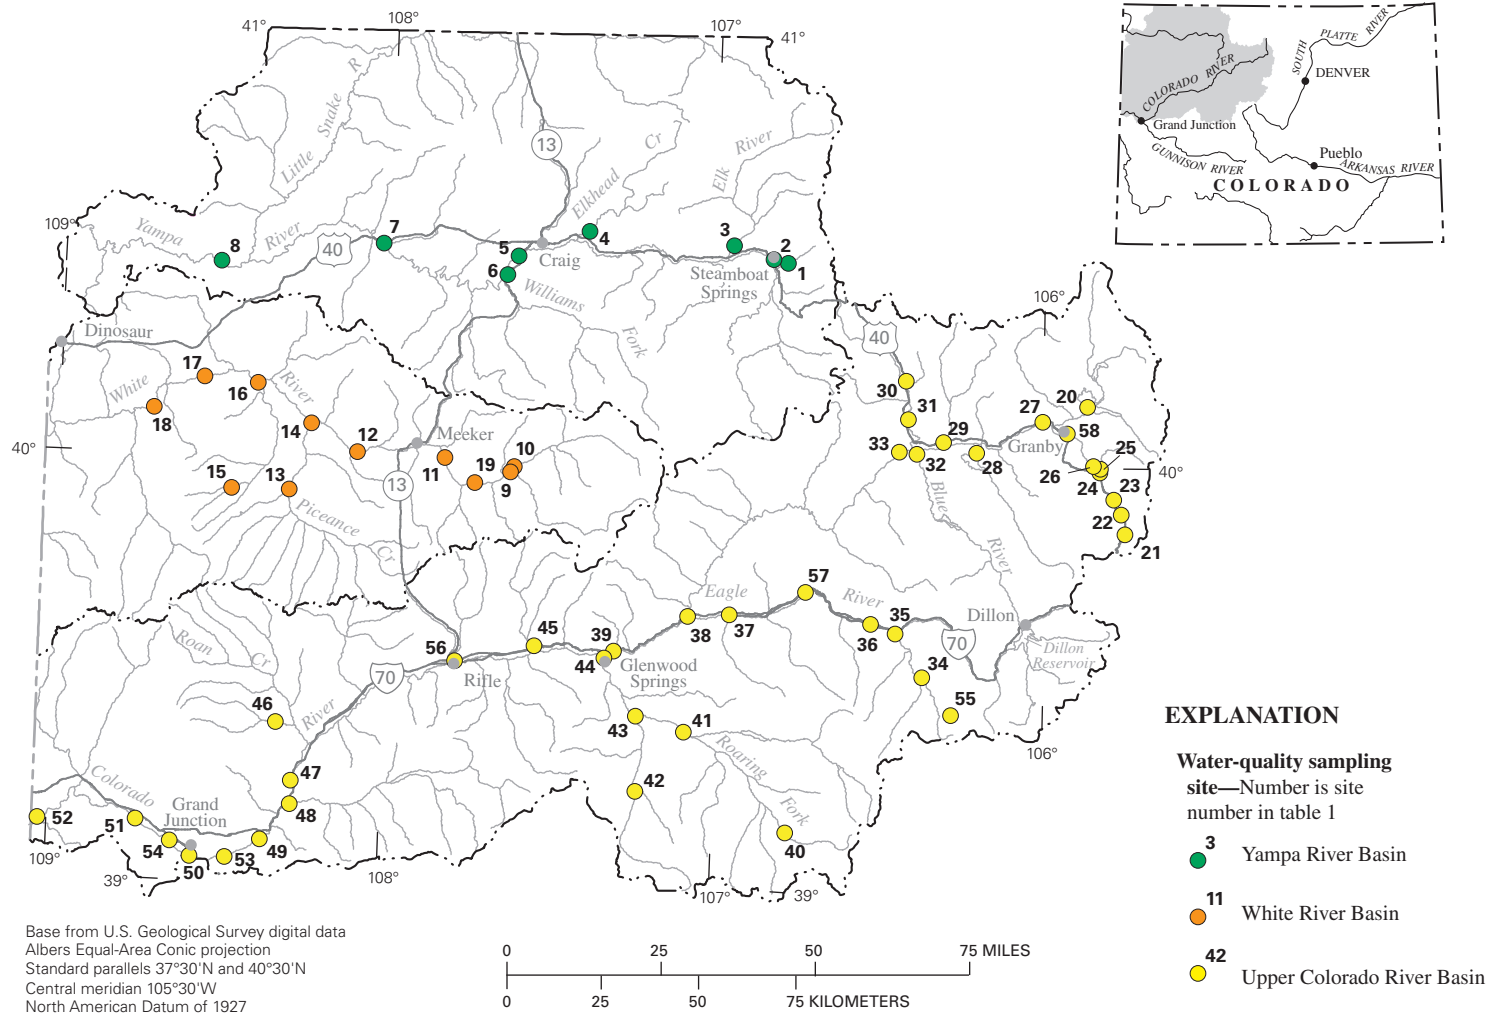 41°
108°
107°
41°
Little Snake R
13
Elkhead Cr
Elk River
109°
Yampa River
8
40
7
5
6
Craig
4
3
2
1
Steamboat
Springs
Williams Fork
Dinosaur
White River
17
16
18
14
12
15
13
Piceance Cr
Meeker
13
11
19
10
9
40°
106°
40
30
31
33
32
29
28
27
20
58
Granby
26
25
24
23
22
21
40°
Blue River
Eagle River
57
35
36
37
38
39
44
45
56
Rifle
Glenwood
Springs
70
Dillon
Dillon
Reservoir
34
55
106°
Roan Cr
70
46
Colorado River
47
48
49
Grand
Junction
50
51
52
53
54
43
41
42
40
Roaring Fork
109°
39°
108°
107°
39°
SOUTH PLATTE RIVER
DENVER
COLORADO RIVER
Grand Junction
GUNNISON RIVER
Pueblo
ARKANSAS RIVER
COLORADO
EXPLANATION
Water-quality sampling
site—Number is site
number in table 1
3 Yampa River Basin
11 White River Basin
42 Upper Colorado River Basin
Base from U.S. Geological Survey digital data
Albers Equal-Area Conic projection
Standard parallels 37°30'N and 40°30'N
Central meridian 105°30'W
North American Datum of 1927
0 25 50 75 MILES
0 25 50 75 KILOMETERS